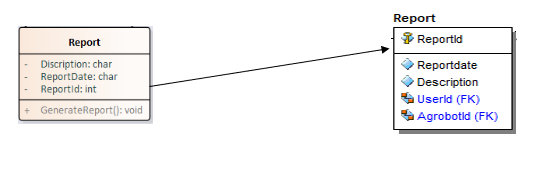 Report
- Discription: char
- ReportDate: char
- ReportId: int
+ GenerateReport(): void
Report
ReportId
Reportdate
Description
UserId (FK)
AgrobotId (FK)